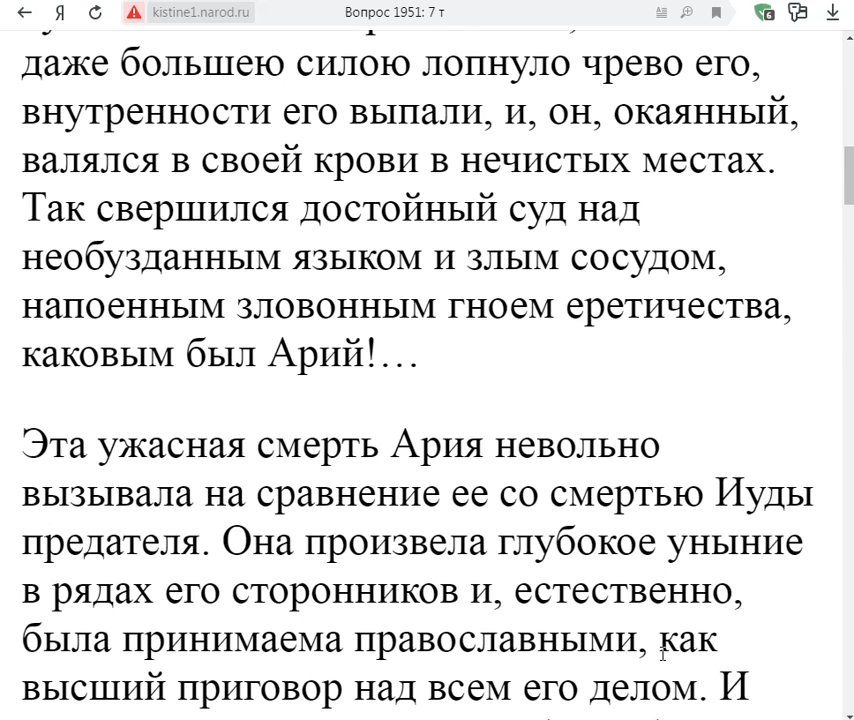 Я
kistine1.narod.ru
Вопрос 1951: 7 т
6
даже большею силою лопнуло чрево его,
внутренности его выпали, и, он, окаянный,
валялся в своей крови в нечистых местах.
Так свершился достойный суд над
необузданным языком и злым сосудом,
напоенным зловонным гноем еретичества,
каковым был Арий!…
Эта ужасная смерть Ария невольно
вызывала на сравнение ее со смертью Иуды
предателя. Она произвела глубокое уныние
в рядах его сторонников и, естественно,
была принимаема православными, как
высший приговор над всем его делом. И